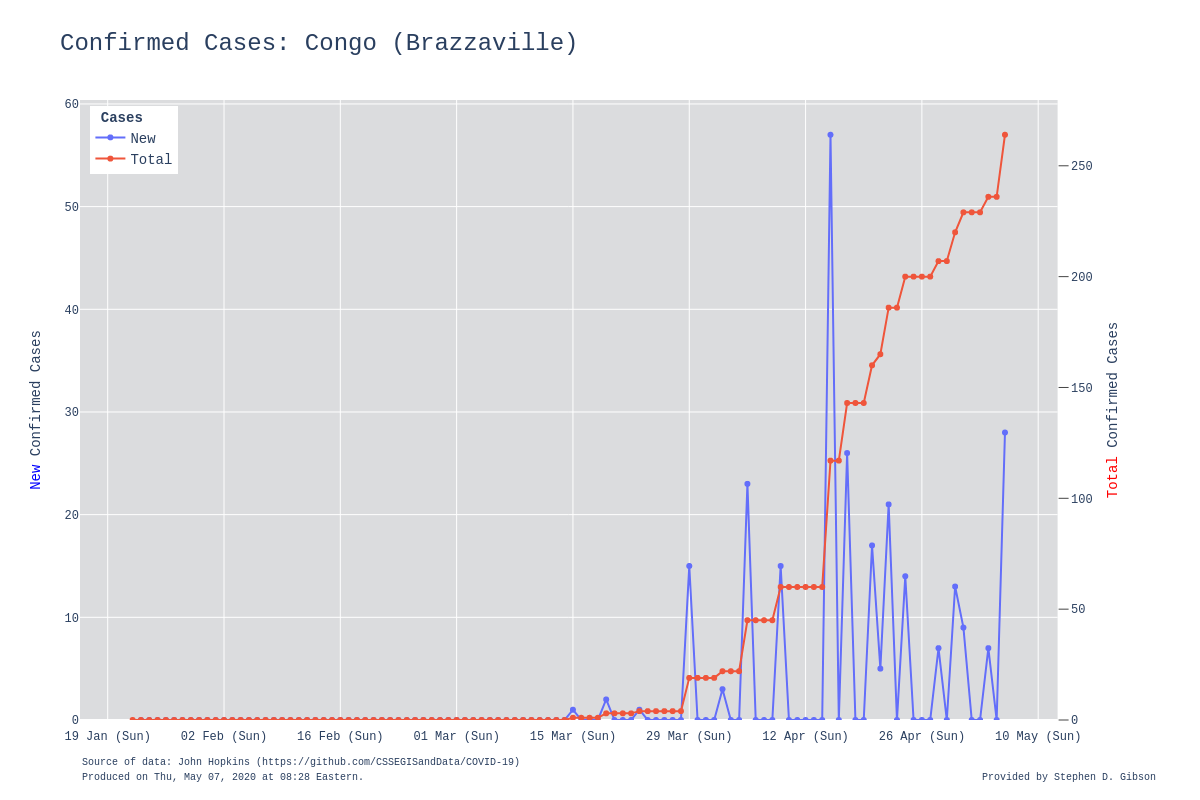 Confirmed Cases: Congo (Brazzaville)
Cases
New
Total
60
50
40
30
20
10
0
New Confirmed Cases
250
200
150
100
50
0
Total Confirmed Cases
19 Jan (Sun) 02 Feb (Sun) 16 Feb (Sun) 01 Mar (Sun) 15 Mar (Sun) 29 Mar (Sun) 12 Apr (Sun) 26 Apr (Sun) 10 May (Sun)
Source of data: John Hopkins (https://github.com/CSSEGISandData/COVID-19)
Produced on Thu, May 07, 2020 at 08:28 Eastern.
Provided by Stephen D. Gibson